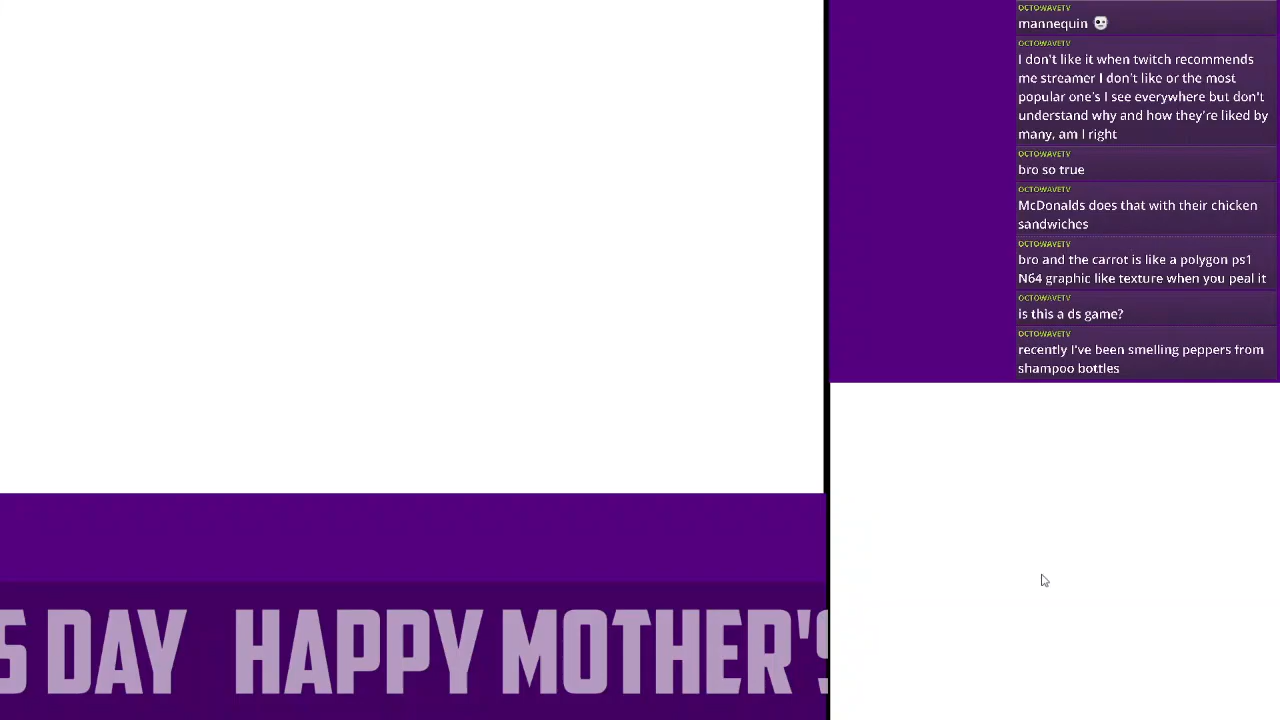 OCTOWAVETV
mannequin
OCTOWAVETV
I don't like it when twitch recommends
me streamer I don't like or the most
popular one's I see everywhere but don't
understand why and how they're liked by
many, am I right
OCTOWAVETV
bro so true
OCTOWAVETV
McDonalds does that with their chicken
sandwiches
OCTOWAVETV
bro and the carrot is like a polygon ps1
N64 graphic like texture when you peal it
OCTOWAVETV
is this a ds game?
OCTOWAVETV
recently I've been smelling peppers from
shampoo bottles
S DAY HAPPY MOTHER'S